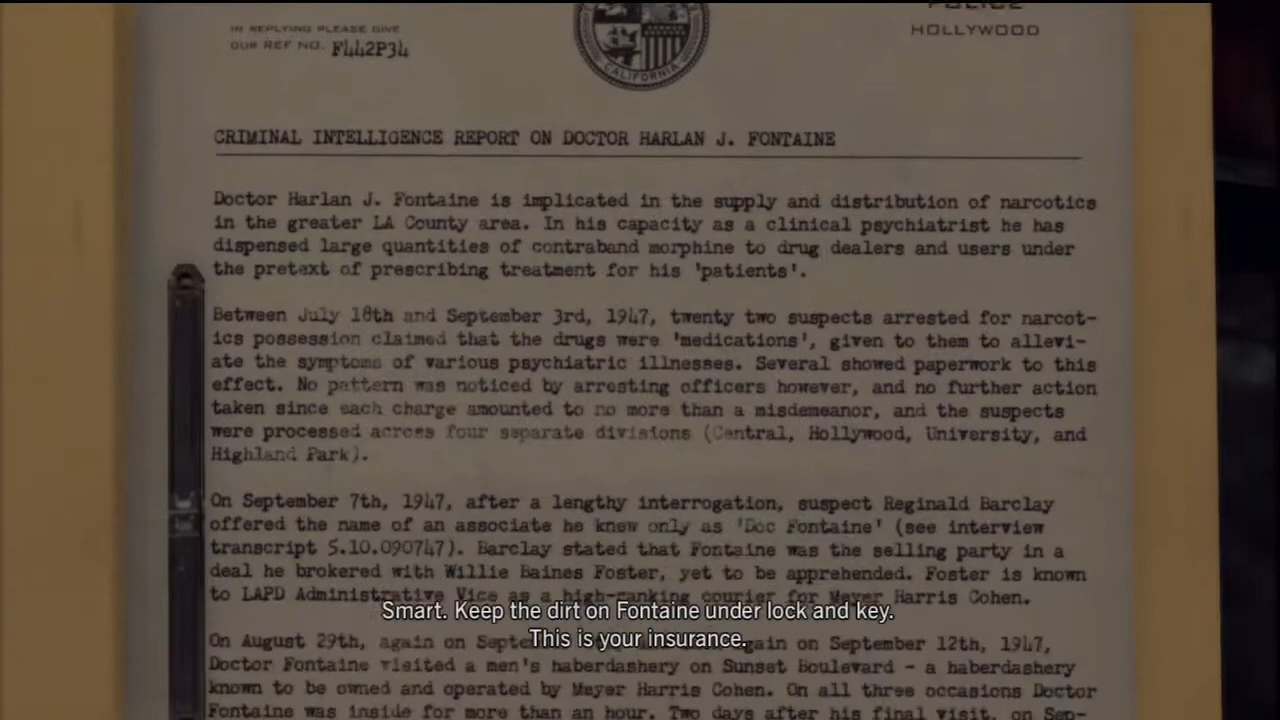 IN REPLYING PLEASE GIVE
OUR REF NO. F442P34
CALIFORNIA
POLICE
HOLLYWOOD
CRIMINAL INTELLIGENCE REPORT ON DOCTOR HARLAN J. FONTAINE
Doctor Harlan J. Fontaine is implicated in the supply and distribution of narcotics
in the greater LA County area. In his capacity as a clinical psychiatrist he has
dispensed large quantities of contraband morphine to drug dealers and users under
the pretext of prescribing treatment for his 'patients'.
Between July 18th and September 3rd, 1947, twenty two suspects arrested for narcot-
ics possession claimed that the drugs were 'medications', given to them to allevi-
ate the symptoms of various psychiatric illnesses. Several showed paperwork to this
effect. No pattern was noticed by arresting officers however, and no further action
taken since each charge amounted to no more than a misdemeanor, and the suspects
were processed across four separate divisions (Central, Hollywood, University, and
Highland Park).
On September 7th, 1947, after a lengthy interrogation, suspect Reginald Barclay
offered the name of an associate he knew only as 'Doc Fontaine' (see interview
transcript 5.10.090747). Barclay stated that Fontaine was the selling party in a
deal he brokered with Willie Baines Foster, yet to be apprehended. Foster is known
to LAPD Administrative Vice as a high-ranking courier for Meyer Harris Cohen.
Smart. Keep the dirt on Fontaine under lock and key.
This is your insurance.
On August 29th, again on Septe again on September 12th, 1947,
Doctor Fontaine visited a men's haberdashery on Sunset Boulevard - a haberdashery
known to be owned and operated by Meyer Harris Cohen. On all three occasions Doctor
Fontaine was inside for more than an hour. Two days after his final visit, on Sep-